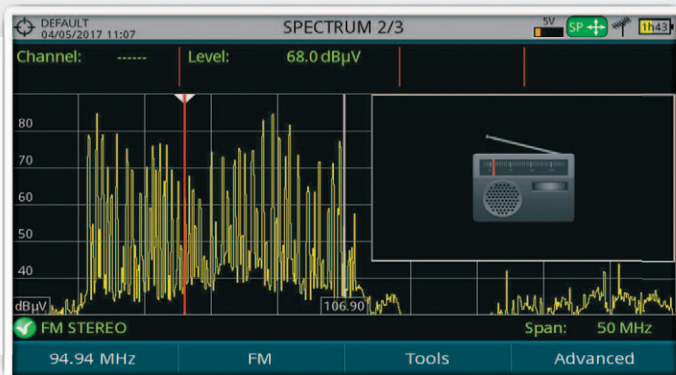 DEFAULT
04/05/2017 11:07
SPECTRUM 2/3
5V
SP
1h43
Channel: ------ Level: 68.0 dBµV
80
70
60
50
40
dBµV
106.90
FM STEREO
Span: 50 MHz
94.94 MHz FM Tools Advanced